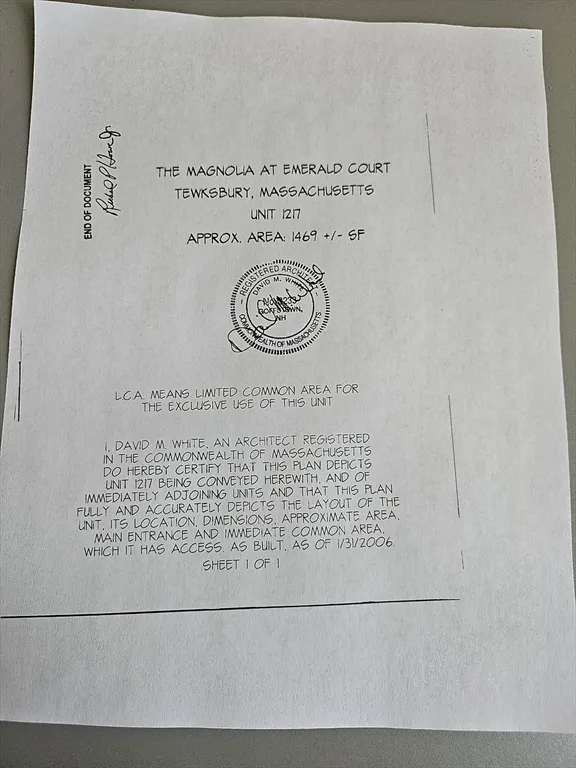 END OF DOCUMENT
THE MAGNOLIA AT EMERALD COURT
TEWKSBURY, MASSACHUSETTS
UNIT 1217
APPROX. AREA: 1469 +/- SF
REGISTERED ARCHITECT
DAVID M. WHITE
NH
COMMONWEALTH OF MASSACHUSETTS
L.C.A. MEANS LIMITED COMMON AREA FOR
THE EXCLUSIVE USE OF THIS UNIT
I, DAVID M. WHITE, AN ARCHITECT REGISTERED
IN THE COMMONWEALTH OF MASSACHUSETTS
DO HEREBY CERTIFY THAT THIS PLAN DEPICTS
UNIT 1217 BEING CONVEYED HEREWITH, AND OF
IMMEDIATELY ADJOINING UNITS AND THAT THIS PLAN
FULLY AND ACCURATELY DEPICTS THE LAYOUT OF THE
UNIT, ITS LOCATION, DIMENSIONS, APPROXIMATE AREA,
MAIN ENTRANCE AND IMMEDIATE COMMON AREA,
WHICH IT HAS ACCESS, AS BUILT, AS OF 1/31/2006.
SHEET 1 OF 1